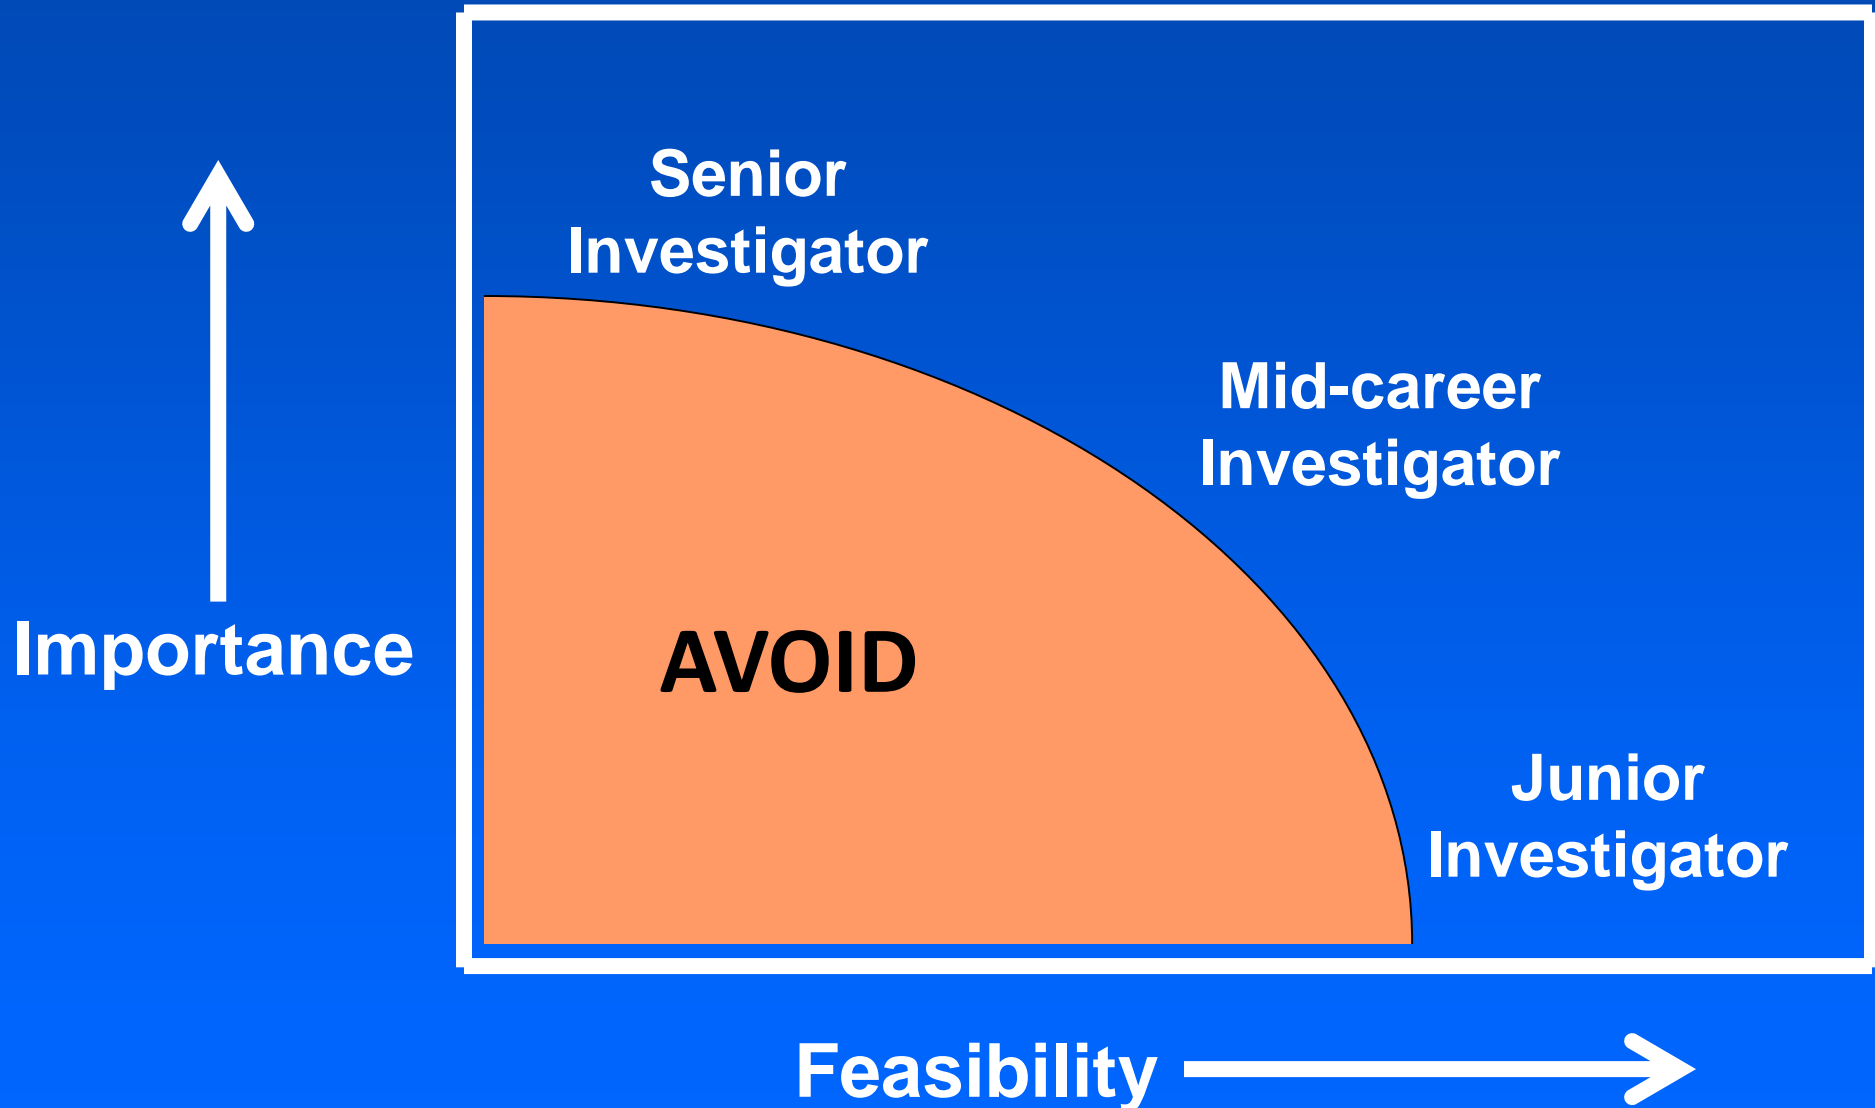 Senior
Investigator
Mid-career
Investigator
Importance
AVOID
Junior
Investigator
Feasibility